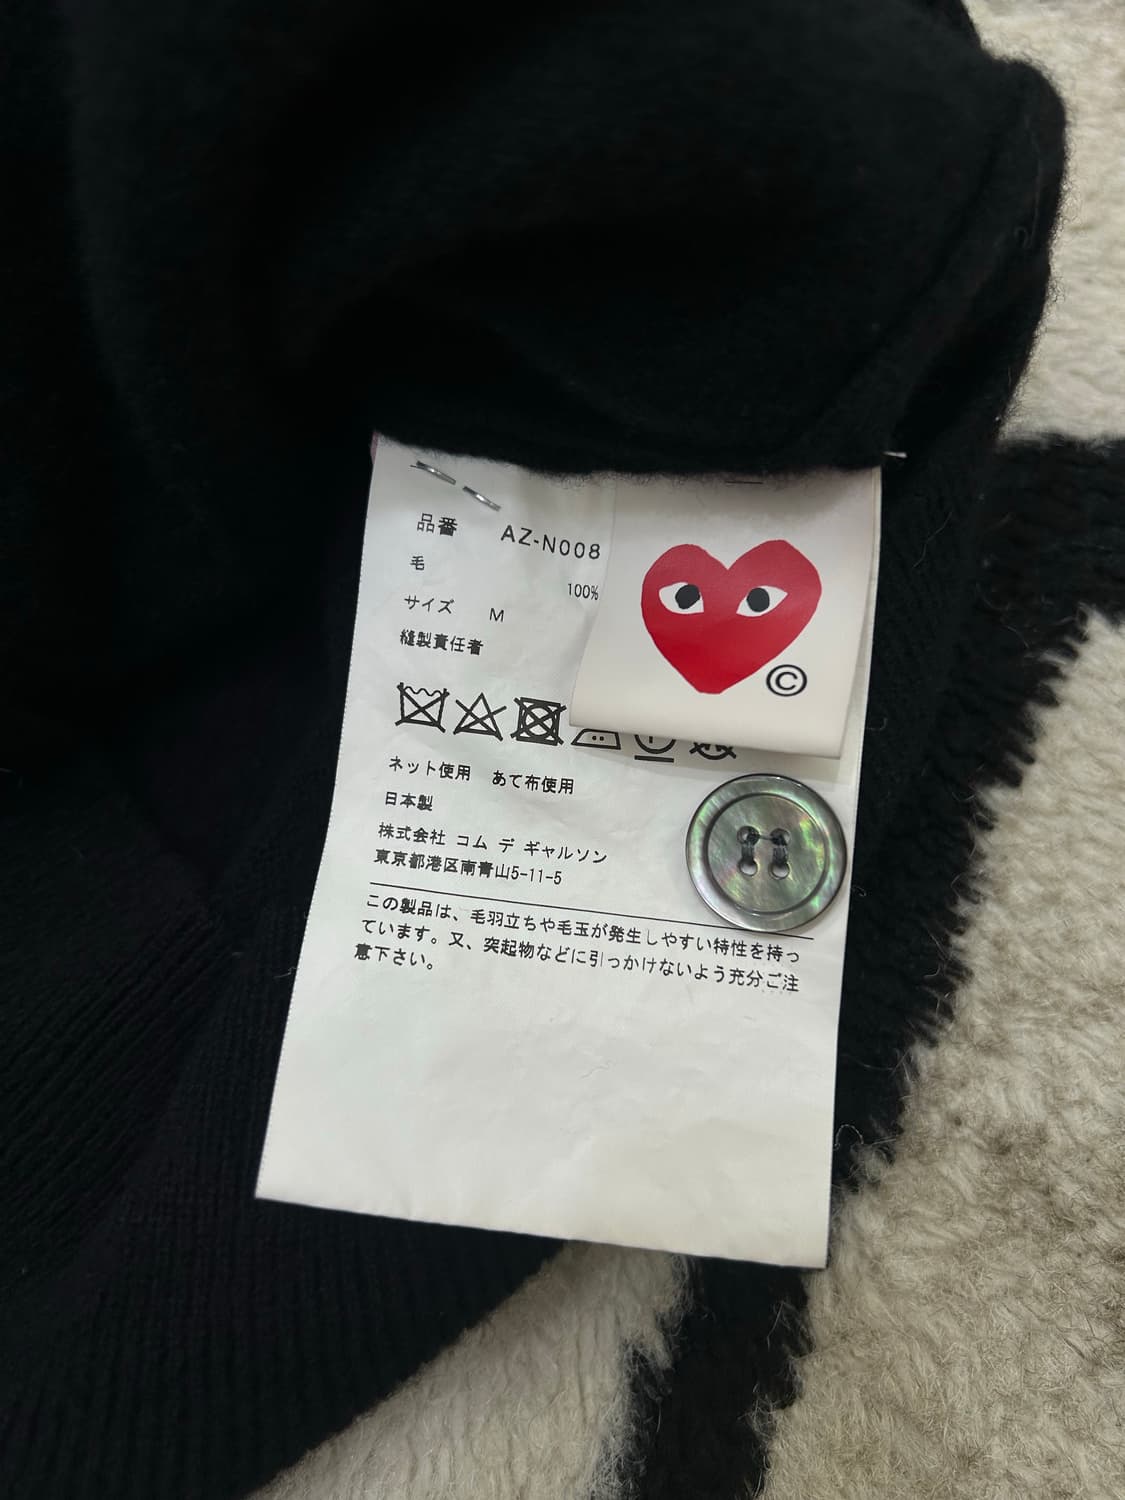 品番 AZ-N008
毛 100%
サイズ M
縫製責任者
©
ネット使用 あて布使用
日本製
株式会社 コム デ ギャルソン
東京都港区南青山5-11-5
この製品は、毛羽立ちや毛玉が発生しやすい特性を持っ
ています。又、突起物などに引っかけないよう充分ご注
意下さい。